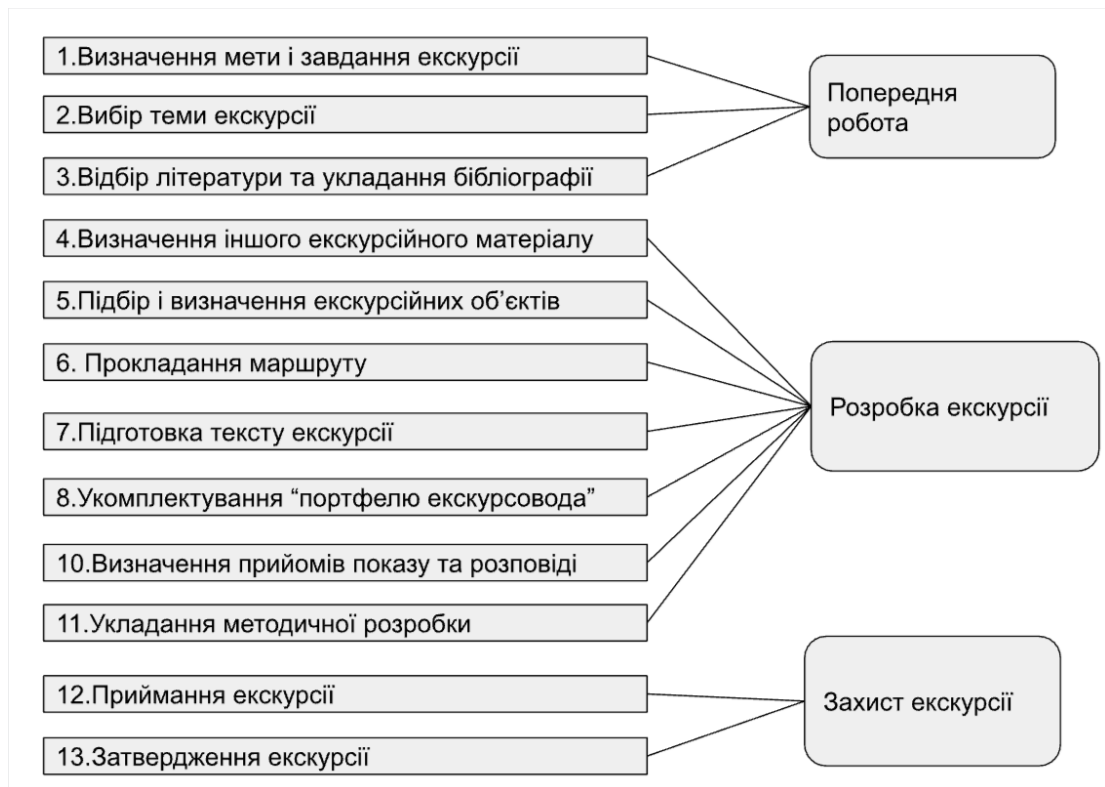 1.Визначення мети і завдання екскурсії
2.Вибір теми екскурсії
3.Відбір літератури та укладання бібліографії
4.Визначення іншого екскурсійного матеріалу
5.Підбір і визначення екскурсійних об’єктів
6. Прокладання маршруту
7.Підготовка тексту екскурсії
8.Укомплектування “портфелю екскурсовода”
10.Визначення прийомів показу та розповіді
11.Укладання методичної розробки
12.Приймання екскурсії
13.Затвердження екскурсії
Попередня
робота
Розробка екскурсії
Захист екскурсії